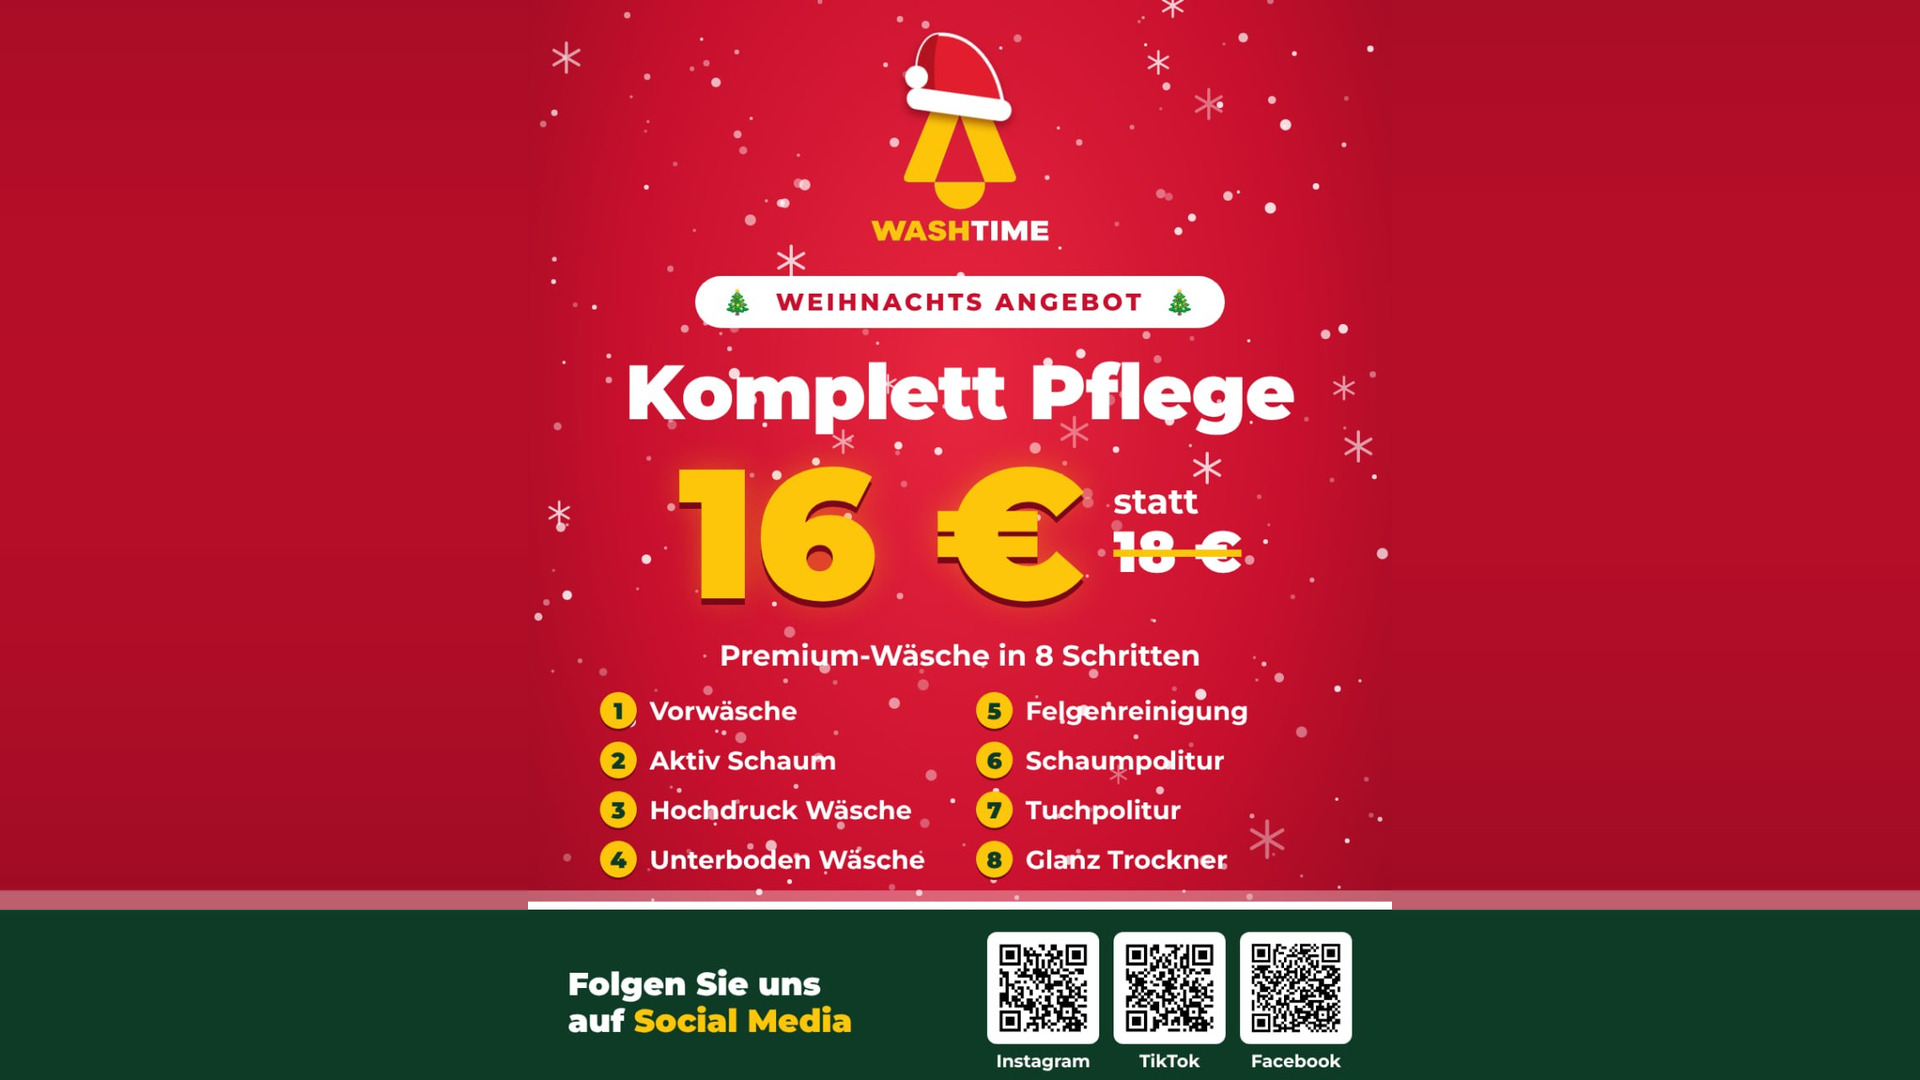 WASHTIME
🎄 WEIHNACHTS ANGEBOT 🎄
Komplett Pflege
16 €
statt
18 €
Premium-Wäsche in 8 Schritten
1 Vorwäsche
2 Aktiv Schaum
3 Hochdruck Wäsche
4 Unterboden Wäsche
5 Felgenreinigung
6 Schaumpolitur
7 Tuchpolitur
8 Glanz Trockner
Folgen Sie uns
auf Social Media
Instagram
TikTok
Facebook